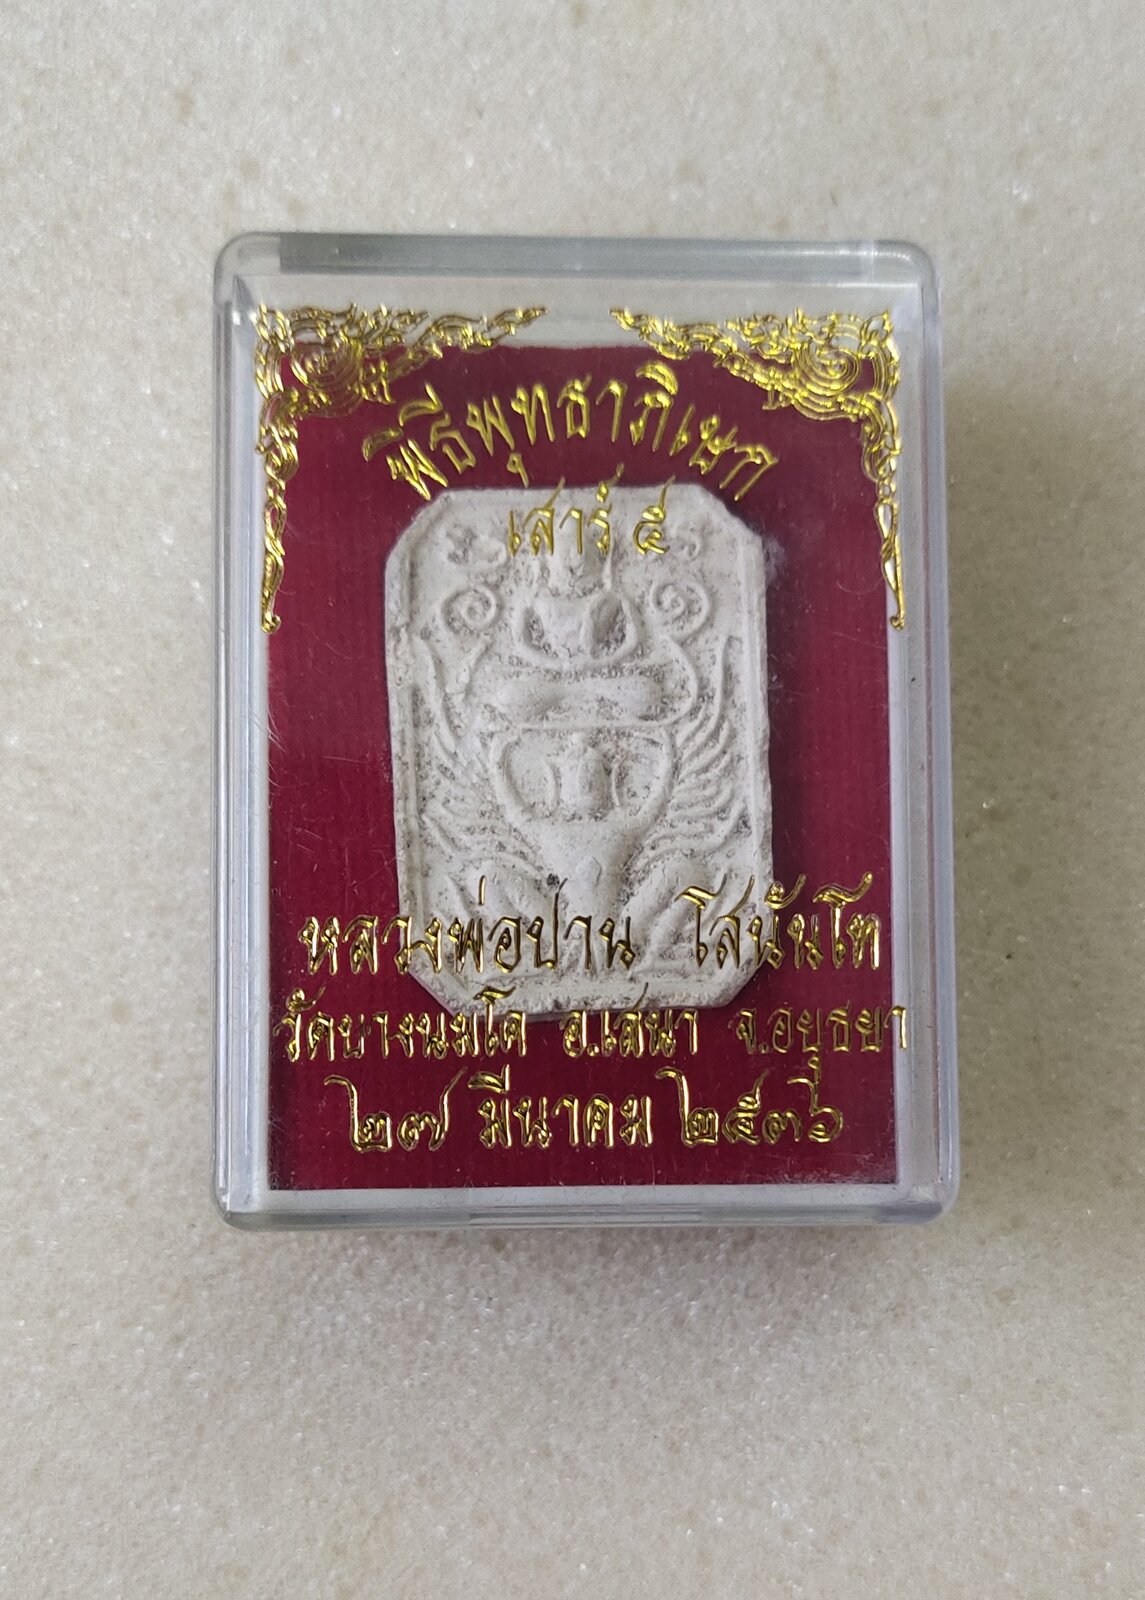 พิธีพุทธาภิเษก
เสาร์ ๕
หลวงพ่อปาน โสนันโท
วัดบางนมโค อ.เสนา จ.อยุธยา
๒๗ มีนาคม ๒๕๓๖